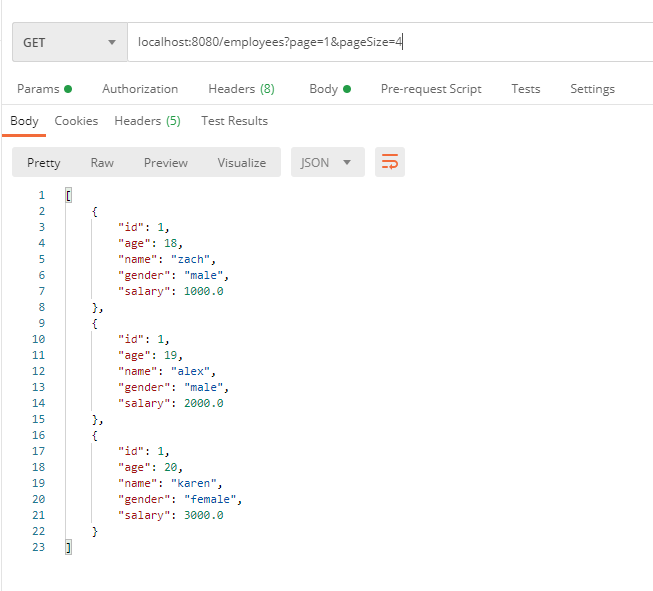 GET localhost:8080/employees?page=1&pageSize=4
Params Authorization Headers (8) Body Pre-request Script Tests Settings
Body Cookies Headers (5) Test Results
Pretty Raw Preview Visualize JSON
1 [
2 {
3 "id": 1,
4 "age": 18,
5 "name": "zach",
6 "gender": "male",
7 "salary": 1000.0
8 },
9 {
10 "id": 1,
11 "age": 19,
12 "name": "alex",
13 "gender": "male",
14 "salary": 2000.0
15 },
16 {
17 "id": 1,
18 "age": 20,
19 "name": "karen",
20 "gender": "female",
21 "salary": 3000.0
22 }
23 ]